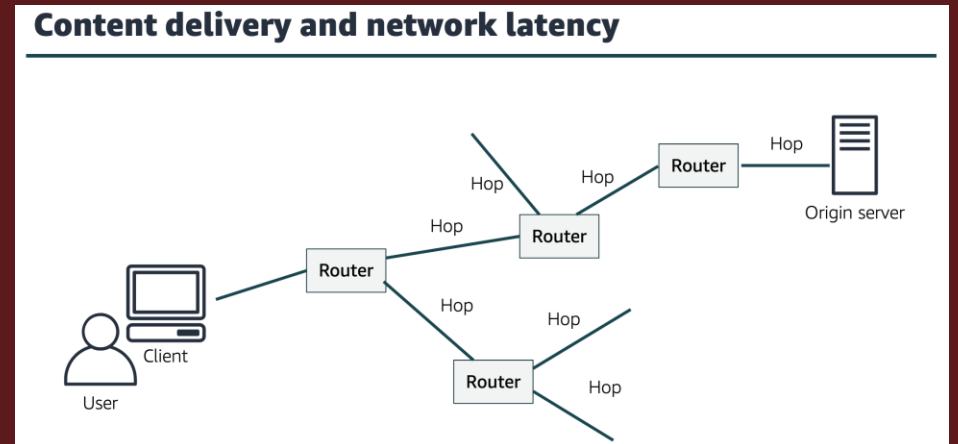 Content delivery and network latency
Hop
Router
Hop
Origin server
Hop
Hop
Router
Hop
Router
Client
User
Hop
Router
Hop
Hop